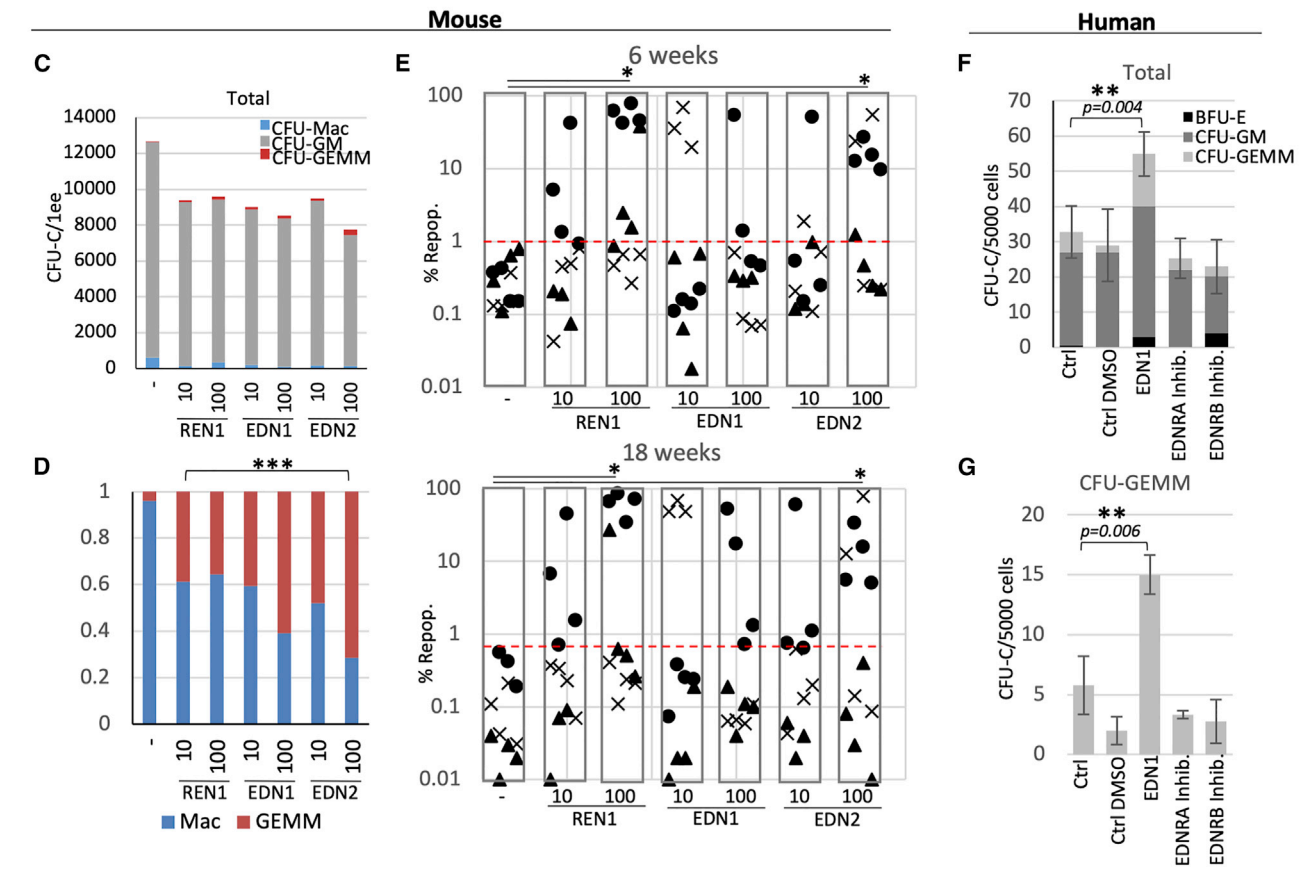 Mouse
Human
C
Total
CFU-C/1ee
14000
12000
10000
8000
6000
4000
2000
0
CFU-Mac
CFU-GM
CFU-GEMM
- 10 100 10 100 10 100
REN1 EDN1 EDN2
D
***
1
0.8
0.6
0.4
0.2
0
- 10 100 10 100 10 100
REN1 EDN1 EDN2
Mac GEMM
E
6 weeks
*
*
% Repop.
100
10
1
0.1
0.01
- 10 100 10 100 10 100
REN1 EDN1 EDN2
18 weeks
*
*
% Repop.
100
10
1
0.1
0.01
- 10 100 10 100 10 100
REN1 EDN1 EDN2
F
Total
**
p=0.004
BFU-E
CFU-GM
CFU-GEMM
CFU-C/5000 cells
70
60
50
40
30
20
10
0
Ctrl
Ctrl DMSO
EDN1
EDNRA Inhib.
EDNRB Inhib.
G
CFU-GEMM
**
p=0.006
CFU-C/5000 cells
20
15
10
5
0
Ctrl
Ctrl DMSO
EDN1
EDNRA Inhib.
EDNRB Inhib.